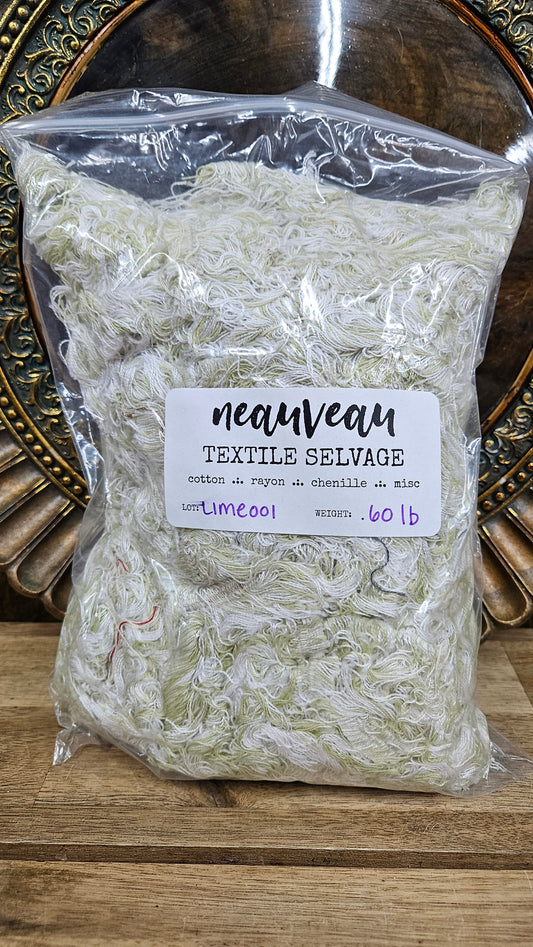 neauveau
TEXTILE SELVAGE
cotton .:. rayon .:. chenille .:. misc
LOT: LIME001 WEIGHT: .60 lb